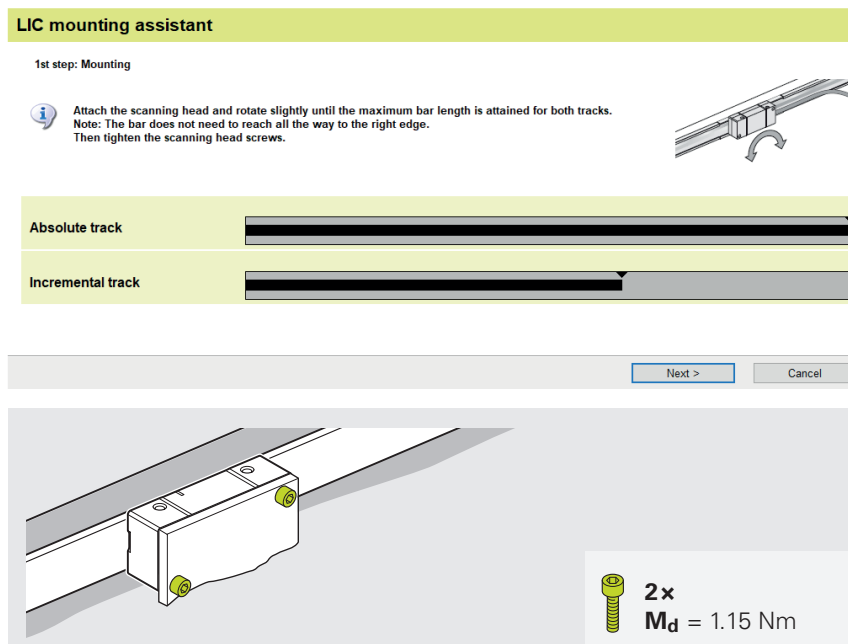 LIC mounting assistant
1st step: Mounting
Attach the scanning head and rotate slightly until the maximum bar length is attained for both tracks.
Note: The bar does not need to reach all the way to the right edge.
Then tighten the scanning head screws.
Absolute track
Incremental track
Next >
Cancel
2×
Md = 1.15 Nm